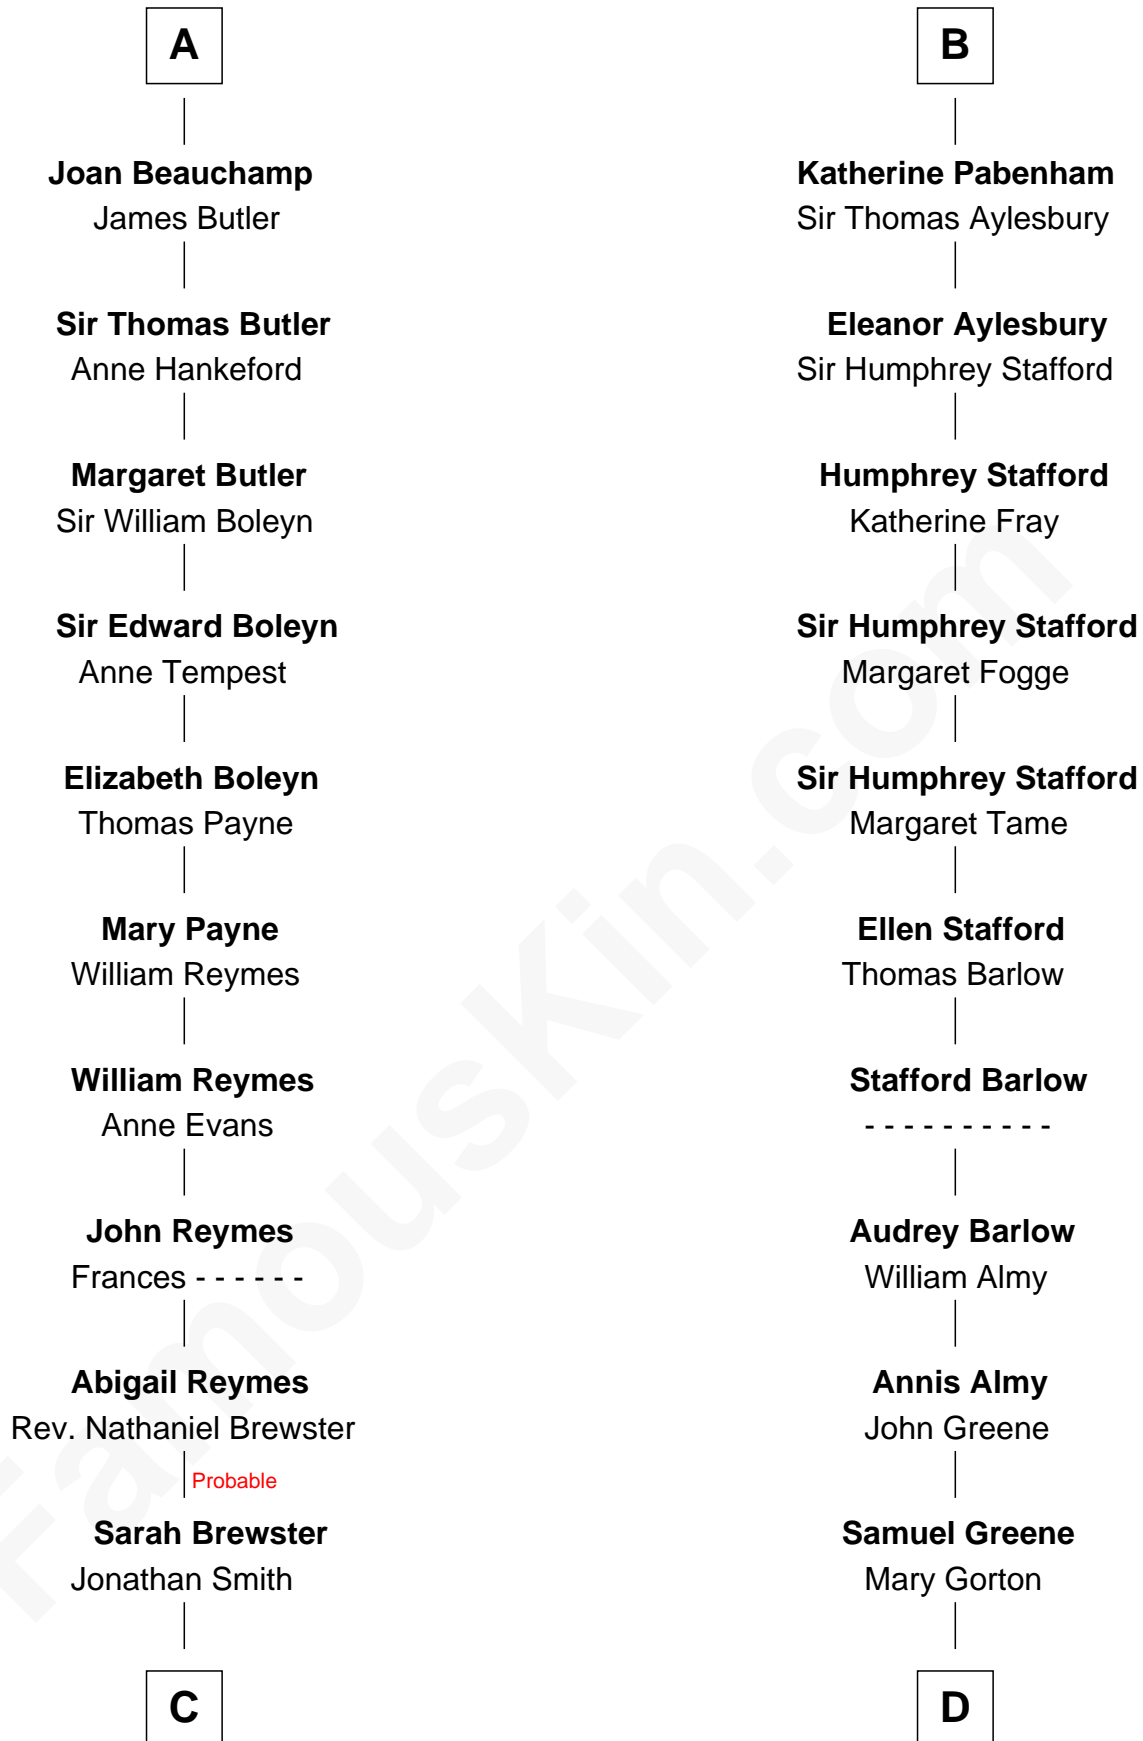 A
Joan Beauchamp
James Butler
Sir Thomas Butler
Anne Hankeford
Margaret Butler
Sir William Boleyn
Sir Edward Boleyn
Anne Tempest
Elizabeth Boleyn
Thomas Payne
Mary Payne
William Reymes
William Reymes
Anne Evans
John Reymes
Frances - - - - - -
Abigail Reymes
Rev. Nathaniel Brewster
Probable
Sarah Brewster
Jonathan Smith
C
B
Katherine Pabenham
Sir Thomas Aylesbury
Eleanor Aylesbury
Sir Humphrey Stafford
Humphrey Stafford
Katherine Fray
Sir Humphrey Stafford
Margaret Fogge
Sir Humphrey Stafford
Margaret Tame
Ellen Stafford
Thomas Barlow
Stafford Barlow
- - - - - - - - - -
Audrey Barlow
William Almy
Annis Almy
John Greene
Samuel Greene
Mary Gorton
D
FamousKin.com